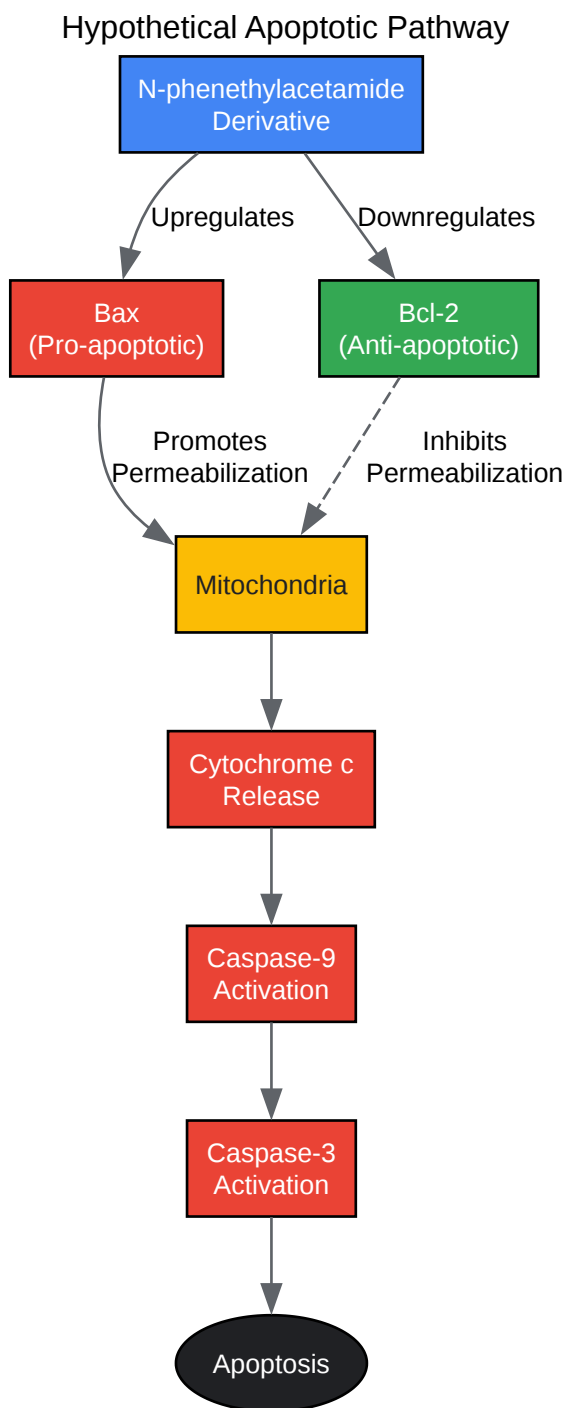 Hypothetical Apoptotic Pathway
N-phenethylacetamide
Derivative
Upregulates
Downregulates
Bax
(Pro-apoptotic)
Bcl-2
(Anti-apoptotic)
Promotes
Permeabilization
Inhibits
Permeabilization
Mitochondria
Cytochrome c
Release
Caspase-9
Activation
Caspase-3
Activation
Apoptosis